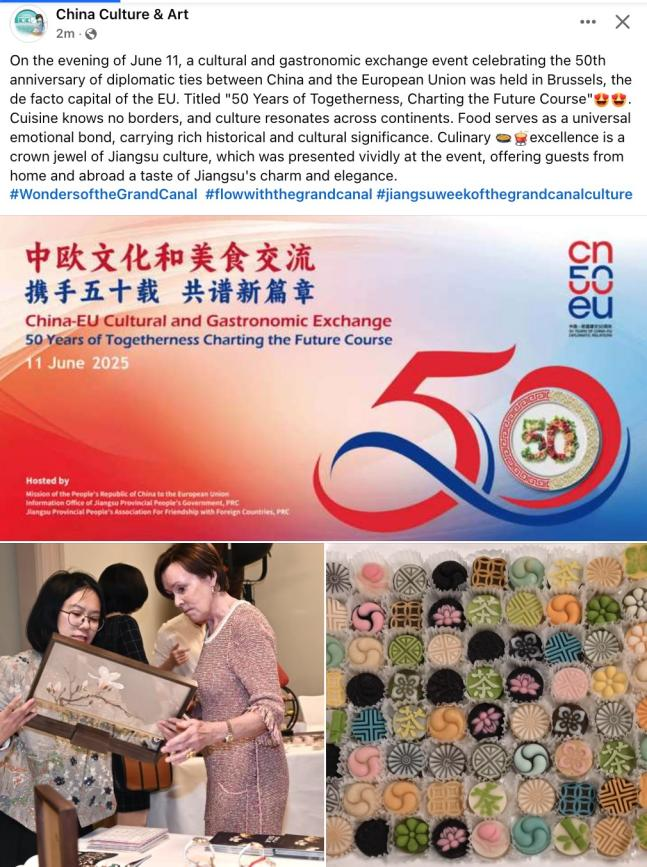 China Culture & Art
2m
On the evening of June 11, a cultural and gastronomic exchange event celebrating the 50th
anniversary of diplomatic ties between China and the European Union was held in Brussels, the
de facto capital of the EU. Titled "50 Years of Togetherness, Charting the Future Course"😍😍.
Cuisine knows no borders, and culture resonates across continents. Food serves as a universal
emotional bond, carrying rich historical and cultural significance. Culinary 🍲🫕excellence is a
crown jewel of Jiangsu culture, which was presented vividly at the event, offering guests from
home and abroad a taste of Jiangsu's charm and elegance.
#WondersoftheGrandCanal #flowwiththegrandcanal #jiangsuweekofthegrandcanalculture
中欧文化和美食交流
携手五十载 共谱新篇章
China-EU Cultural and Gastronomic Exchange
50 Years of Togetherness Charting the Future Course
11 June 2025
cn
50
eu
50
50
Hosted by
Mission of the People's Republic of China to the European Union
Information Office of Jiangsu Provincial People's Government, PRC
Jiangsu Provincial People's Association For Friendship with Foreign Countries, PRC